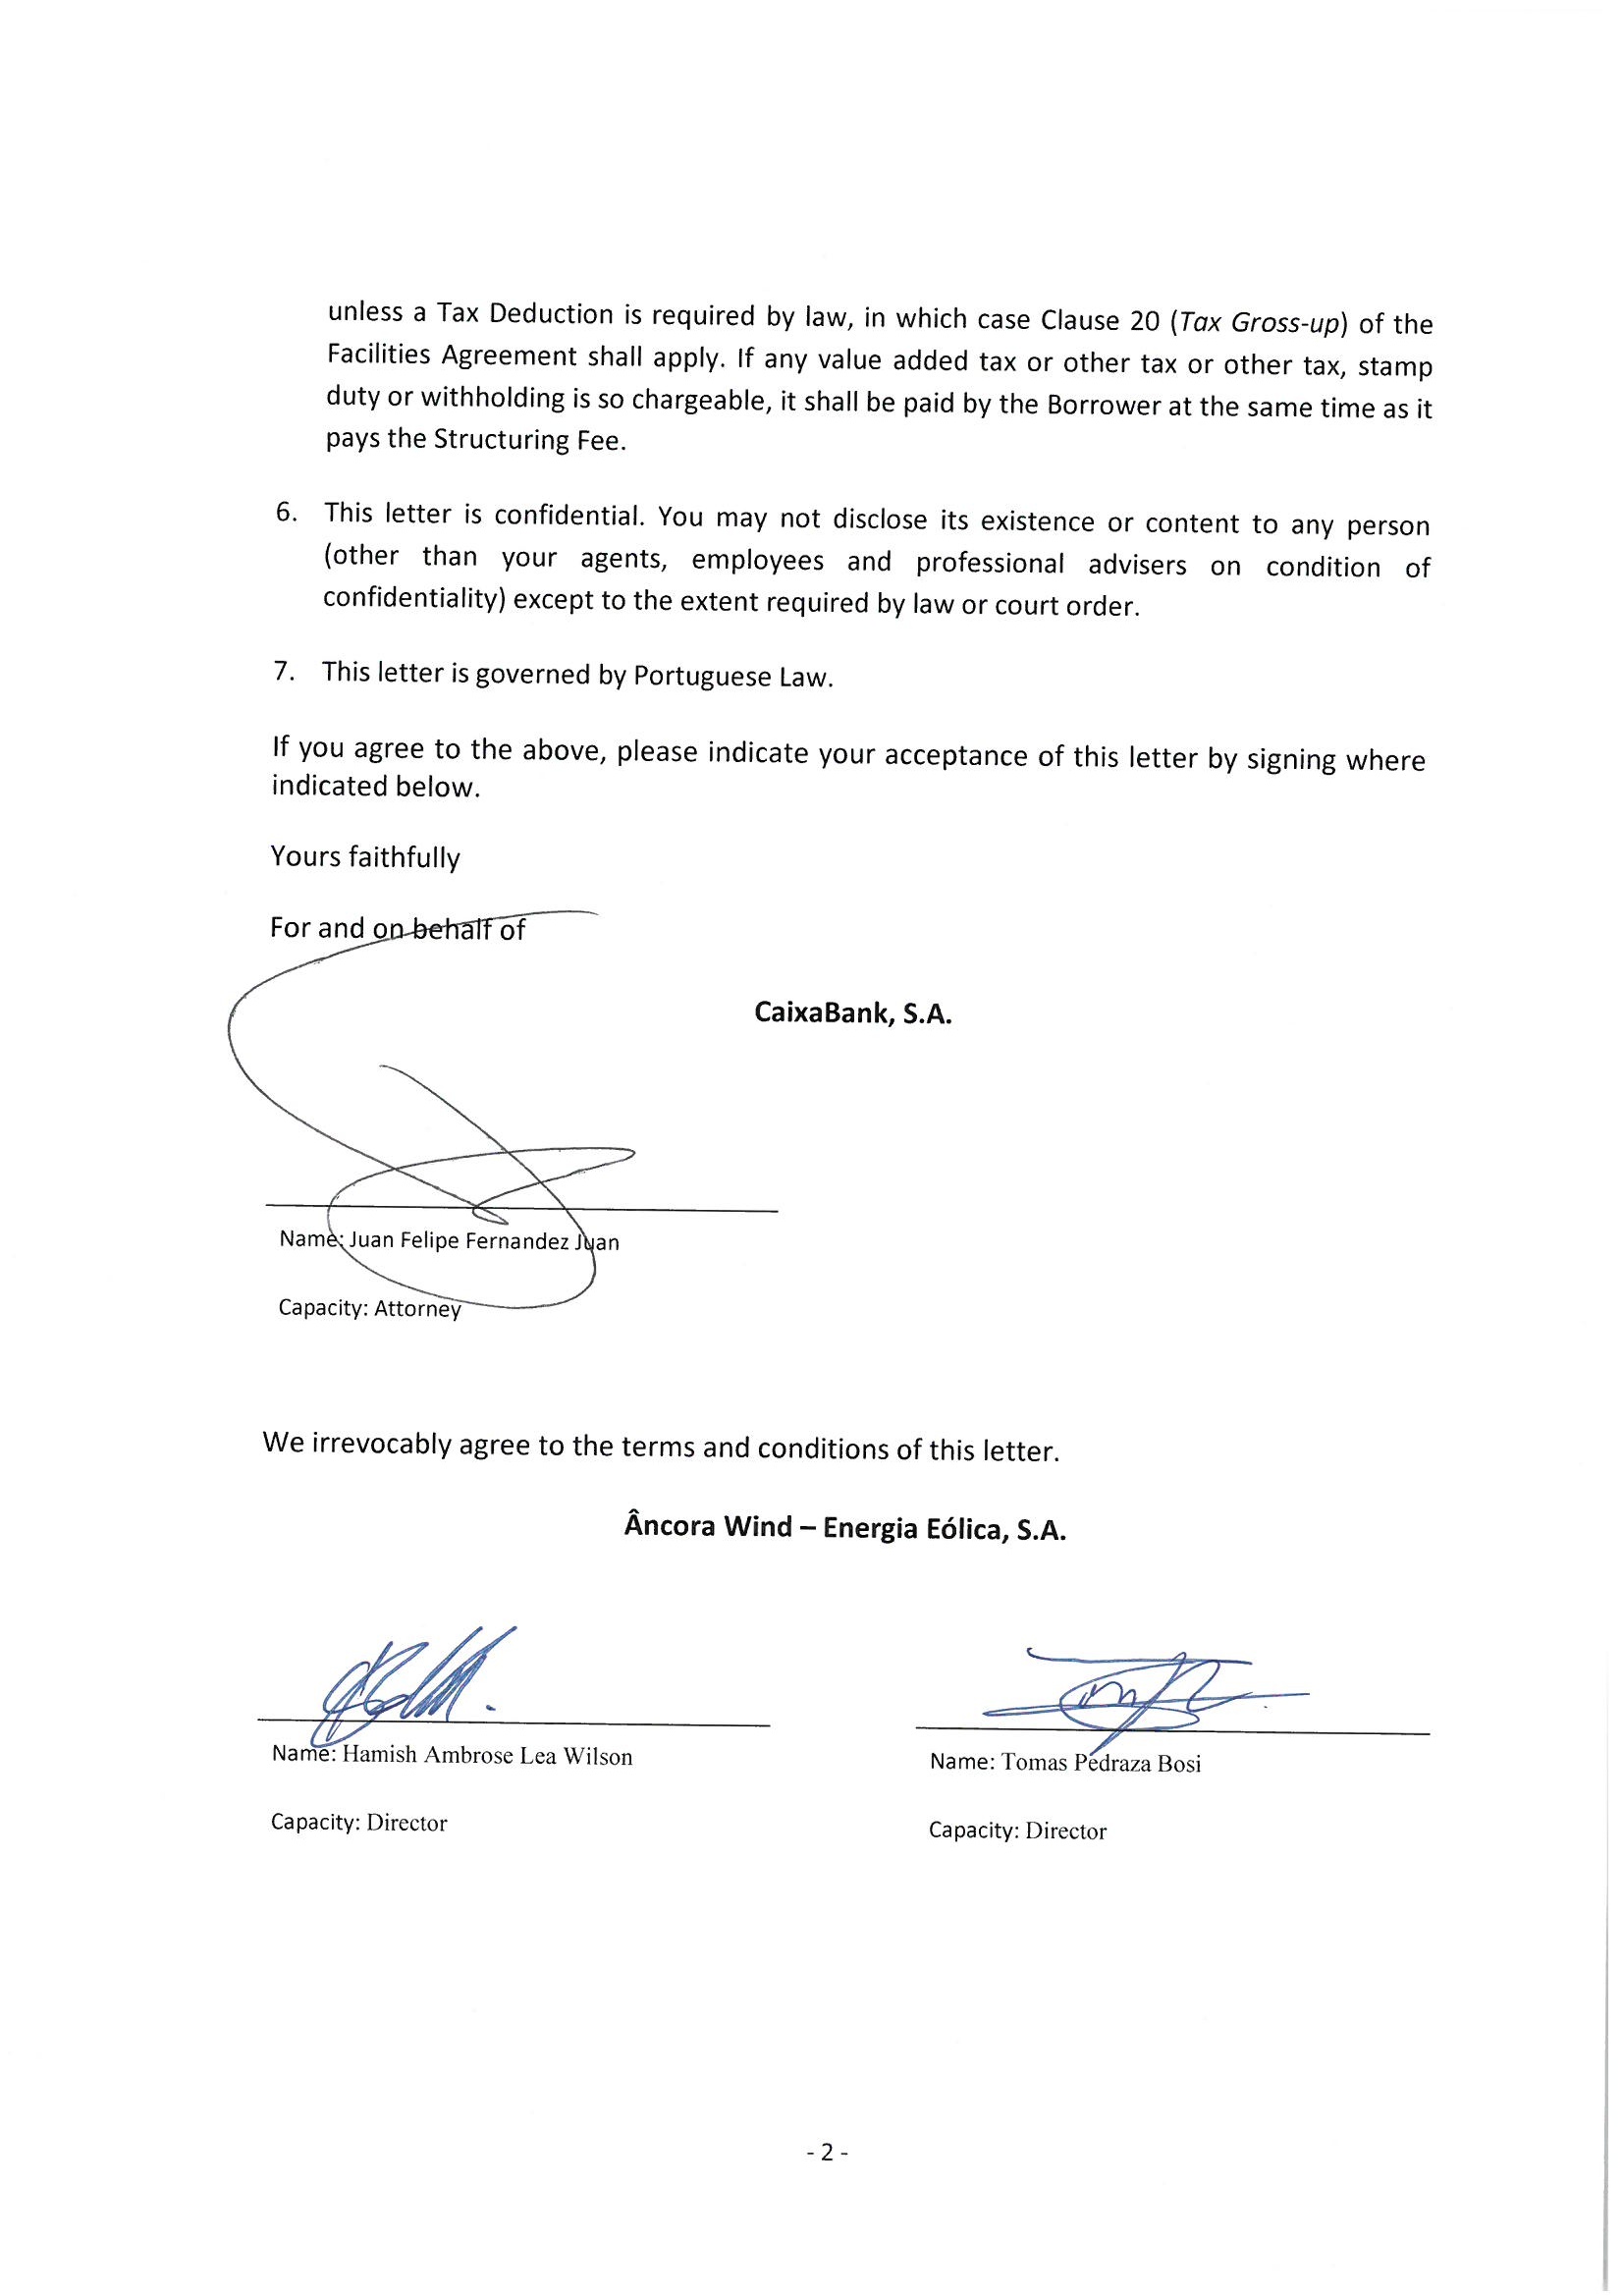 unless a Tax Deduction is required by law, in which case Clause 20 (Tax Gross-up) of the
Facilities Agreement shall apply. If any value added tax or other tax or other tax, stamp
duty or withholding is so chargeable, it shall be paid by the Borrower at the same time as it
pays the Structuring Fee.
6. This letter is confidential. You may not disclose its existence or content to any person
(other than your agents, employees and professional advisers on condition of
confidentiality) except to the extent required by law or court order.
7. This letter is governed by Portuguese Law.
If you agree to the above, please indicate your acceptance of this letter by signing where
indicated below.
Yours faithfully
For and on behalf of
CaixaBank, S.A.
Name: Juan Felipe Fernandez Juan
Capacity: Attorney
We irrevocably agree to the terms and conditions of this letter.
Âncora Wind – Energia Eólica, S.A.
Name: Hamish Ambrose Lea Wilson
Name: Tomas Pedraza Bosi
Capacity: Director
Capacity: Director
- 2 -